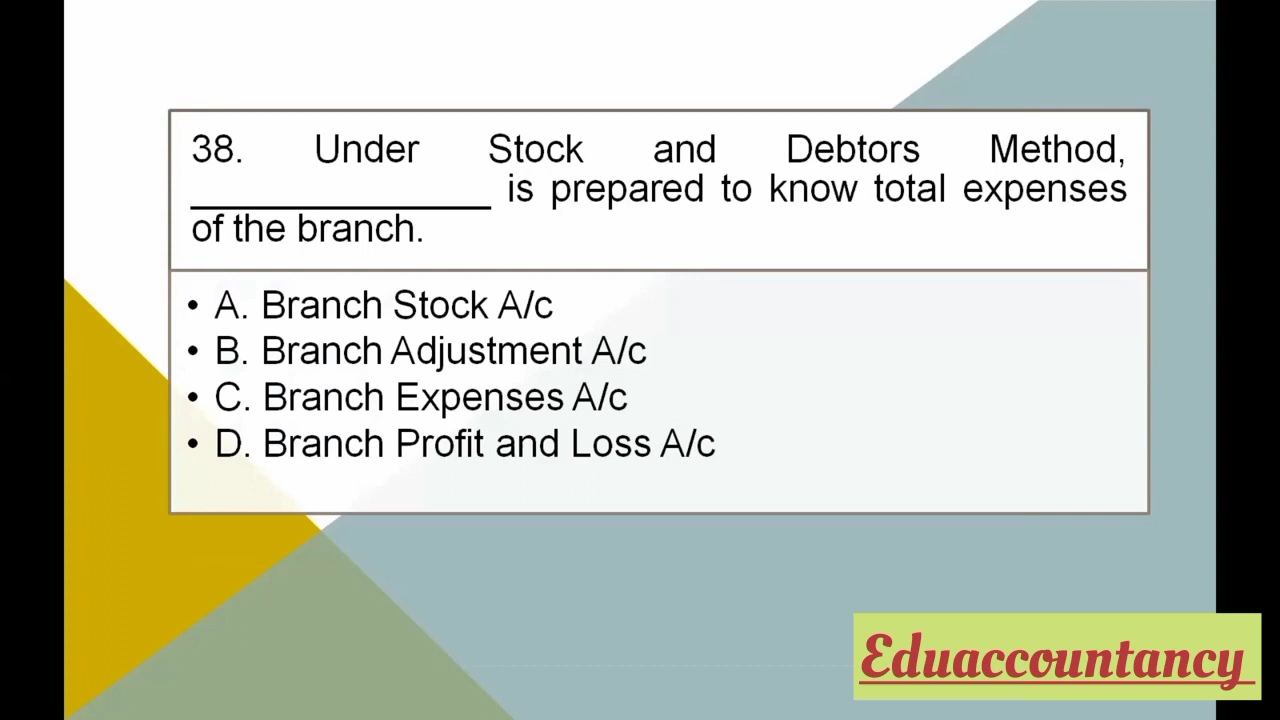 38. Under Stock and Debtors Method,
_______________ is prepared to know total expenses
of the branch.
• A. Branch Stock A/c
• B. Branch Adjustment A/c
• C. Branch Expenses A/c
• D. Branch Profit and Loss A/c
Eduaccountancy